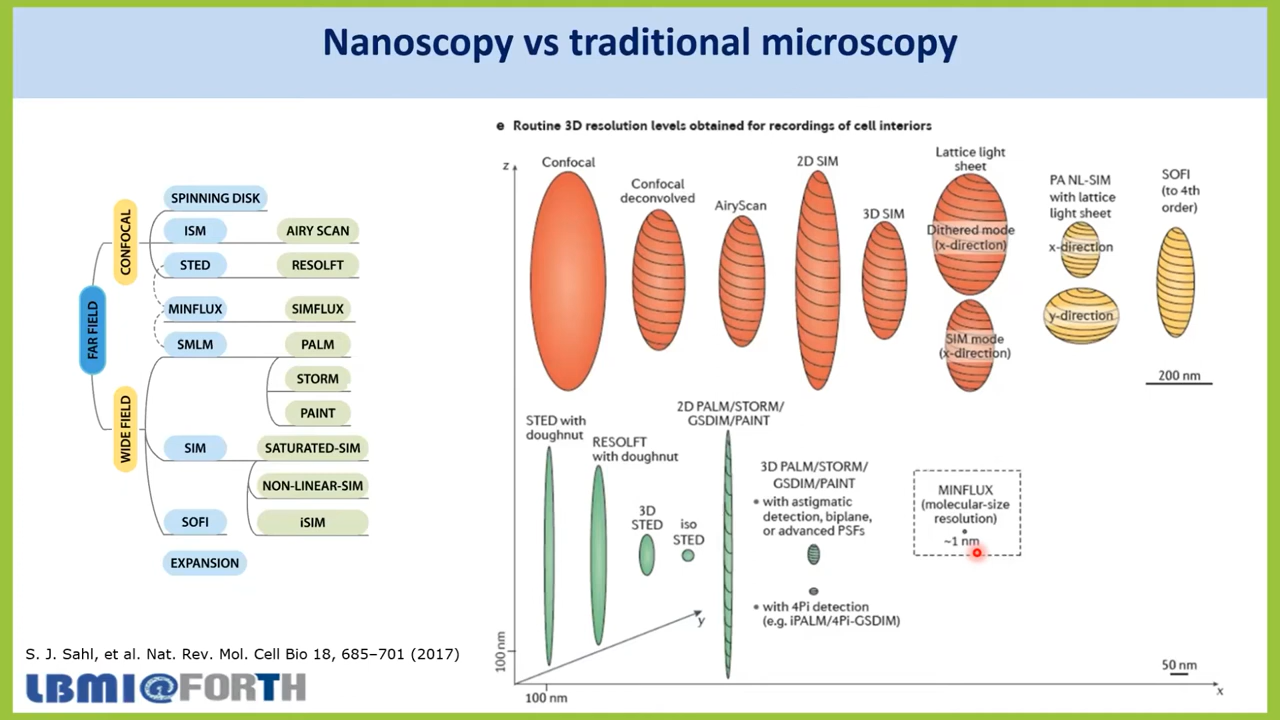 Nanoscopy vs traditional microscopy
FAR FIELD
CONFOCAL
WIDE FIELD
SPINNING DISK
ISM
AIRY SCAN
STED
RESOLFT
MINFLUX
SIMFLUX
SMLM
PALM
STORM
PAINT
SIM
SATURATED-SIM
NON-LINEAR-SIM
SOFI
iSIM
EXPANSION
S. J. Sahl, et al. Nat. Rev. Mol. Cell Bio 18, 685–701 (2017)
LBMI@FORTH
e Routine 3D resolution levels obtained for recordings of cell interiors
z
Confocal
Confocal
deconvolved
AiryScan
2D SIM
3D SIM
Lattice light
sheet
Dithered mode
(x-direction)
SIM mode
(x-direction)
PA NL-SIM
with lattice
light sheet
x-direction
y-direction
SOFI
(to 4th
order)
200 nm
STED with
doughnut
RESOLFT
with doughnut
3D
STED
iso
STED
2D PALM/STORM/
GSDIM/PAINT
3D PALM/STORM/
GSDIM/PAINT
• with astigmatic
detection, biplane,
or advanced PSFs
• with 4Pi detection
(e.g. iPALM/4Pi-GSDIM)
MINFLUX
(molecular-size
resolution)
~1 nm
y
100 nm
100 nm
50 nm
x